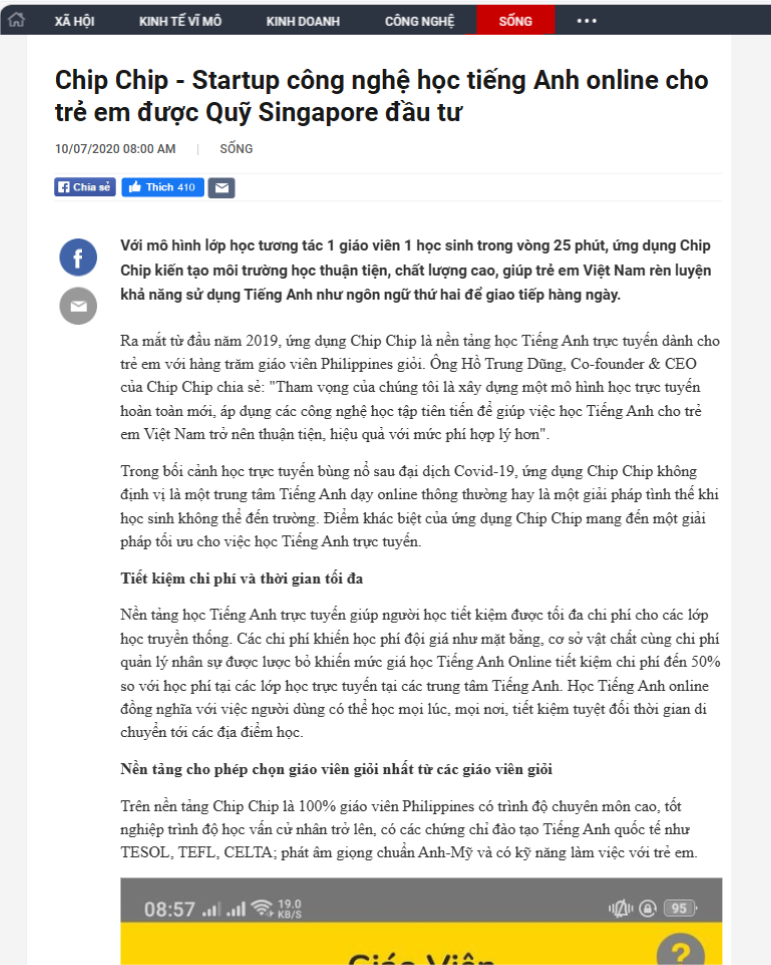 XÃ HỘI KINH TẾ VĨ MÔ KINH DOANH CÔNG NGHỆ SỐNG •••
Chip Chip - Startup công nghệ học tiếng Anh online cho
trẻ em được Quỹ Singapore đầu tư
10/07/2020 08:00 AM | SỐNG
Chia sẻ Thích 410
Với mô hình lớp học tương tác 1 giáo viên 1 học sinh trong vòng 25 phút, ứng dụng Chip
Chip kiến tạo môi trường học thuận tiện, chất lượng cao, giúp trẻ em Việt Nam rèn luyện
khả năng sử dụng Tiếng Anh như ngôn ngữ thứ hai để giao tiếp hàng ngày.
Ra mắt từ đầu năm 2019, ứng dụng Chip Chip là nền tảng học Tiếng Anh trực tuyến dành cho
trẻ em với hàng trăm giáo viên Philippines giỏi. Ông Hồ Trung Dũng, Co-founder & CEO
của Chip Chip chia sẻ: "Tham vọng của chúng tôi là xây dựng một mô hình học trực tuyến
hoàn toàn mới, áp dụng các công nghệ học tập tiên tiến để giúp việc học Tiếng Anh cho trẻ
em Việt Nam trở nên thuận tiện, hiệu quả với mức phí hợp lý hơn".
Trong bối cảnh học trực tuyến bùng nổ sau đại dịch Covid-19, ứng dụng Chip Chip không
định vị là một trung tâm Tiếng Anh dạy online thông thường hay là một giải pháp tình thế khi
học sinh không thể đến trường. Điểm khác biệt của ứng dụng Chip Chip mang đến một giải
pháp tối ưu cho việc học Tiếng Anh trực tuyến.
Tiết kiệm chi phí và thời gian tối đa
Nền tảng học Tiếng Anh trực tuyến giúp người học tiết kiệm được tối đa chi phí cho các lớp
học truyền thống. Các chi phí khiến học phí đội giá như mặt bằng, cơ sở vật chất cùng chi phí
quản lý nhân sự được lược bỏ khiến mức giá học Tiếng Anh Online tiết kiệm chi phí đến 50%
so với học phí tại các lớp học trực tuyến tại các trung tâm Tiếng Anh. Học Tiếng Anh online
đồng nghĩa với việc người dùng có thể học mọi lúc, mọi nơi, tiết kiệm tuyệt đối thời gian di
chuyển tới các địa điểm học.
Nền tảng cho phép chọn giáo viên giỏi nhất từ các giáo viên giỏi
Trên nền tảng Chip Chip là 100% giáo viên Philippines có trình độ chuyên môn cao, tốt
nghiệp trình độ học vấn cử nhân trở lên, có các chứng chỉ đào tạo Tiếng Anh quốc tế như
TESOL, TEFL, CELTA; phát âm giọng chuẩn Anh-Mỹ và có kỹ năng làm việc với trẻ em.
08:57 19.0 KB/S 95
Giáo Viên ?